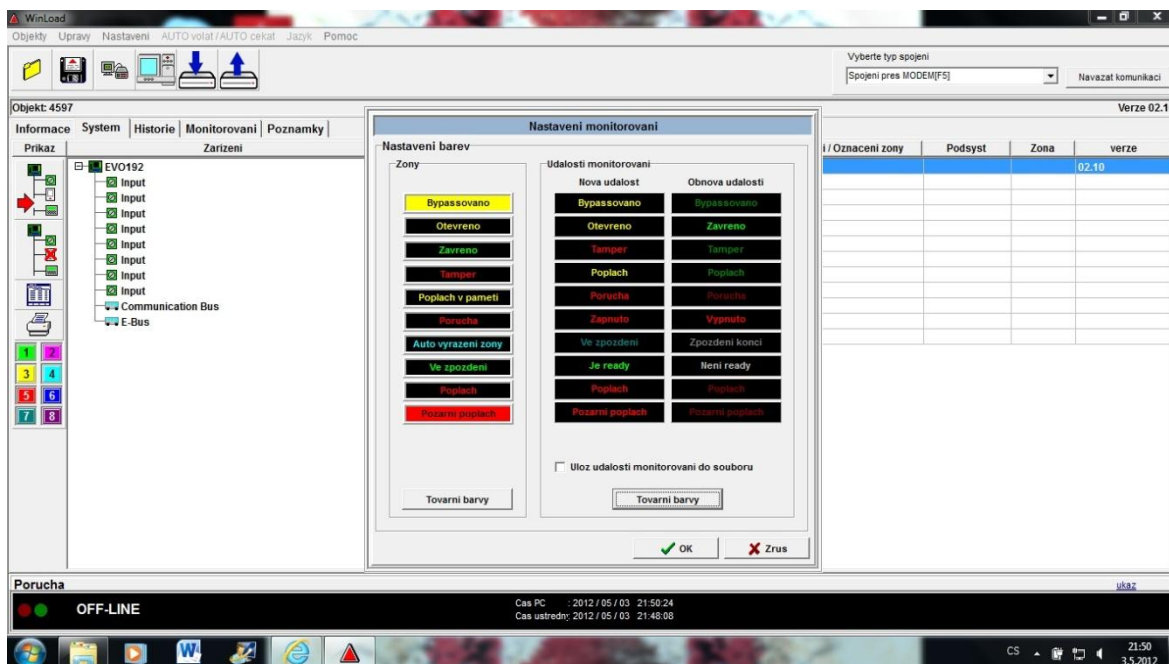 WinLoad
Objekty Upravy Nastaveni AUTO volat/AUTO cekat Jazyk Pomoc
Vyberte typ spojeni
Spojeni pres MODEM[F5]
Navazat komunikaci
Objekt: 4597
Verze 02.1
Informace System Historie Monitorovani Poznamky
Prikaz Zarizeni i / Oznaceni zony Podsyst Zona verze
EVO192
02.10
Input
Input
Input
Input
Input
Input
Input
Input
Communication Bus
E-Bus
1 2
3 4
5 6
7 8
Nastaveni monitorovani
Nastaveni barev
Zony
Bypassovano
Otevreno
Zavreno
Tamper
Poplach v pameti
Porucha
Auto vyrazeni zony
Ve zpozdeni
Poplach
Pozarni poplach
Tovarni barvy
Udalosti monitorovani
Nova udalost Obnova udalosti
Bypassovano Bypassovano
Otevreno Zavreno
Tamper Tamper
Poplach Poplach
Porucha Porucha
Zapnuto Vypnuto
Ve zpozdeni Zpozdeni konci
Je ready Neni ready
Poplach Poplach
Pozarni poplach Pozarni poplach
Uloz udalosti monitorovani do souboru
Tovarni barvy
OK Zrus
Porucha
ukaz
OFF-LINE
Cas PC : 2012 / 05 / 03 21:50:24
Cas ustredny: 2012 / 05 / 03 21:48:08
CS
21:50
3.5.2012